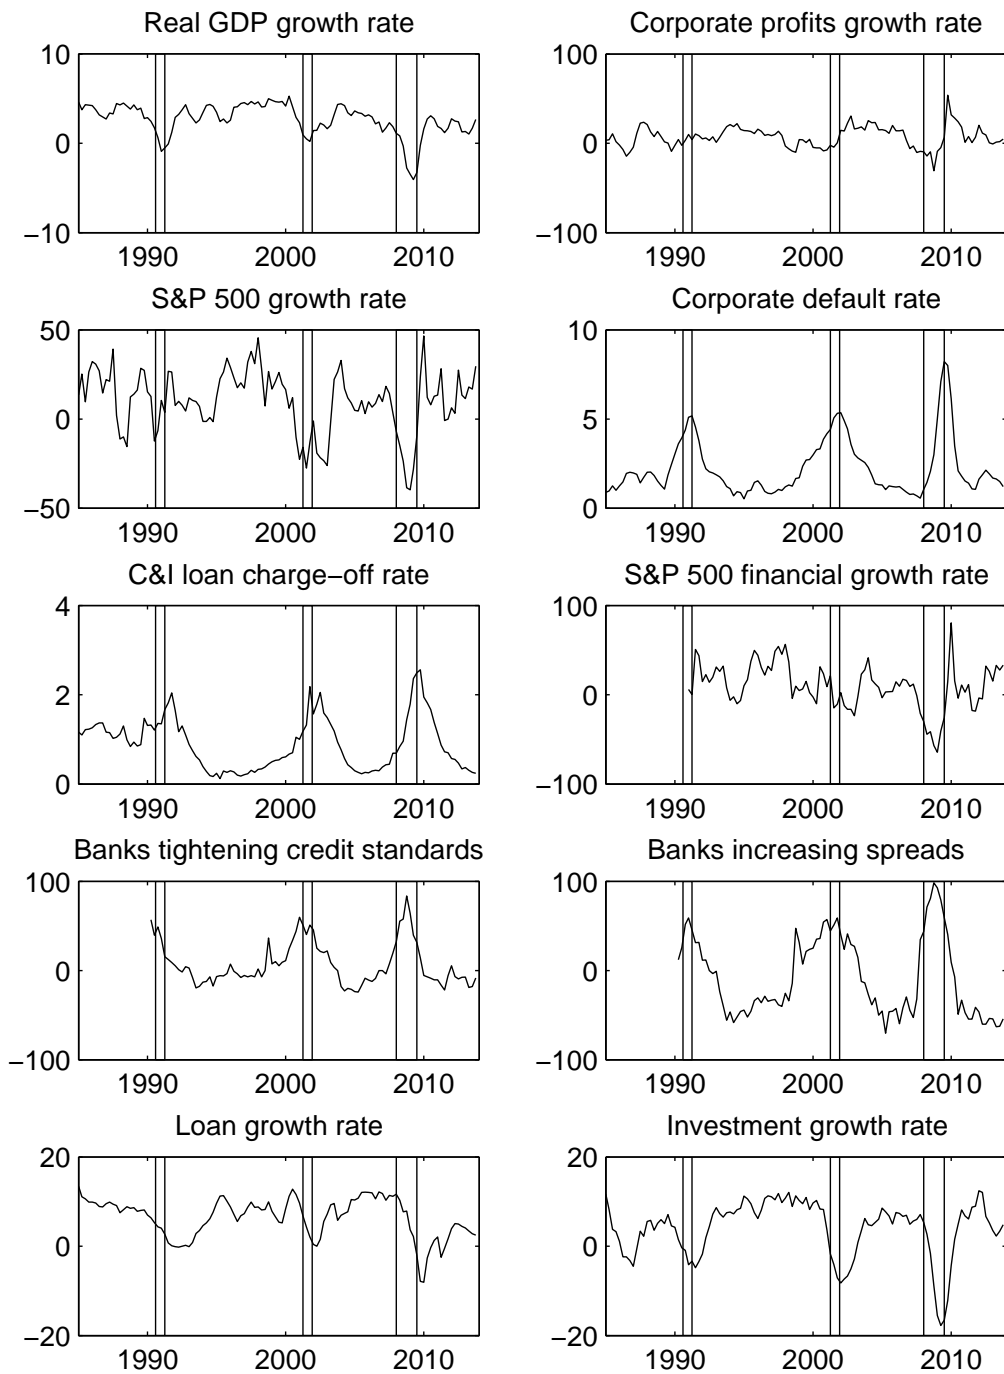 Real GDP growth rate
10
0
−10
1990 2000 2010
Corporate profits growth rate
100
0
−100
1990 2000 2010
S&P 500 growth rate
50
0
−50
1990 2000 2010
Corporate default rate
10
5
0
1990 2000 2010
C&I loan charge−off rate
4
2
0
1990 2000 2010
S&P 500 financial growth rate
100
0
−100
1990 2000 2010
Banks tightening credit standards
100
0
−100
1990 2000 2010
Banks increasing spreads
100
0
−100
1990 2000 2010
Loan growth rate
20
0
−20
1990 2000 2010
Investment growth rate
20
0
−20
1990 2000 2010